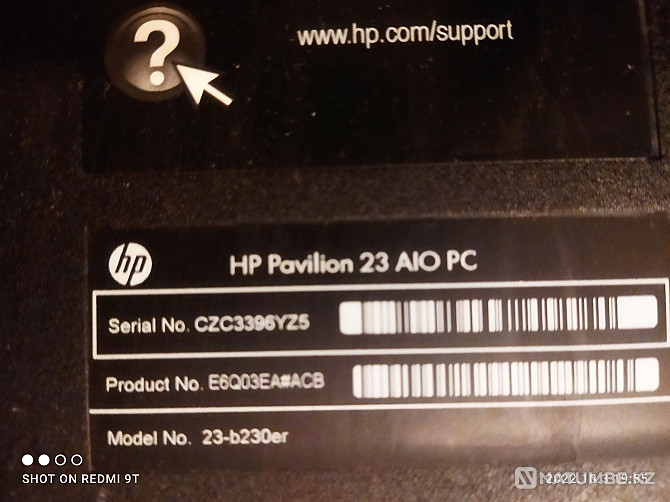 ?
www.hp.com/support
hp
HP Pavilion 23 AIO PC
Serial No. CZC3396YZ5
Product No. E6Q03EA#ACB
Model No. 23-b230er
SHOT ON REDMI 9T